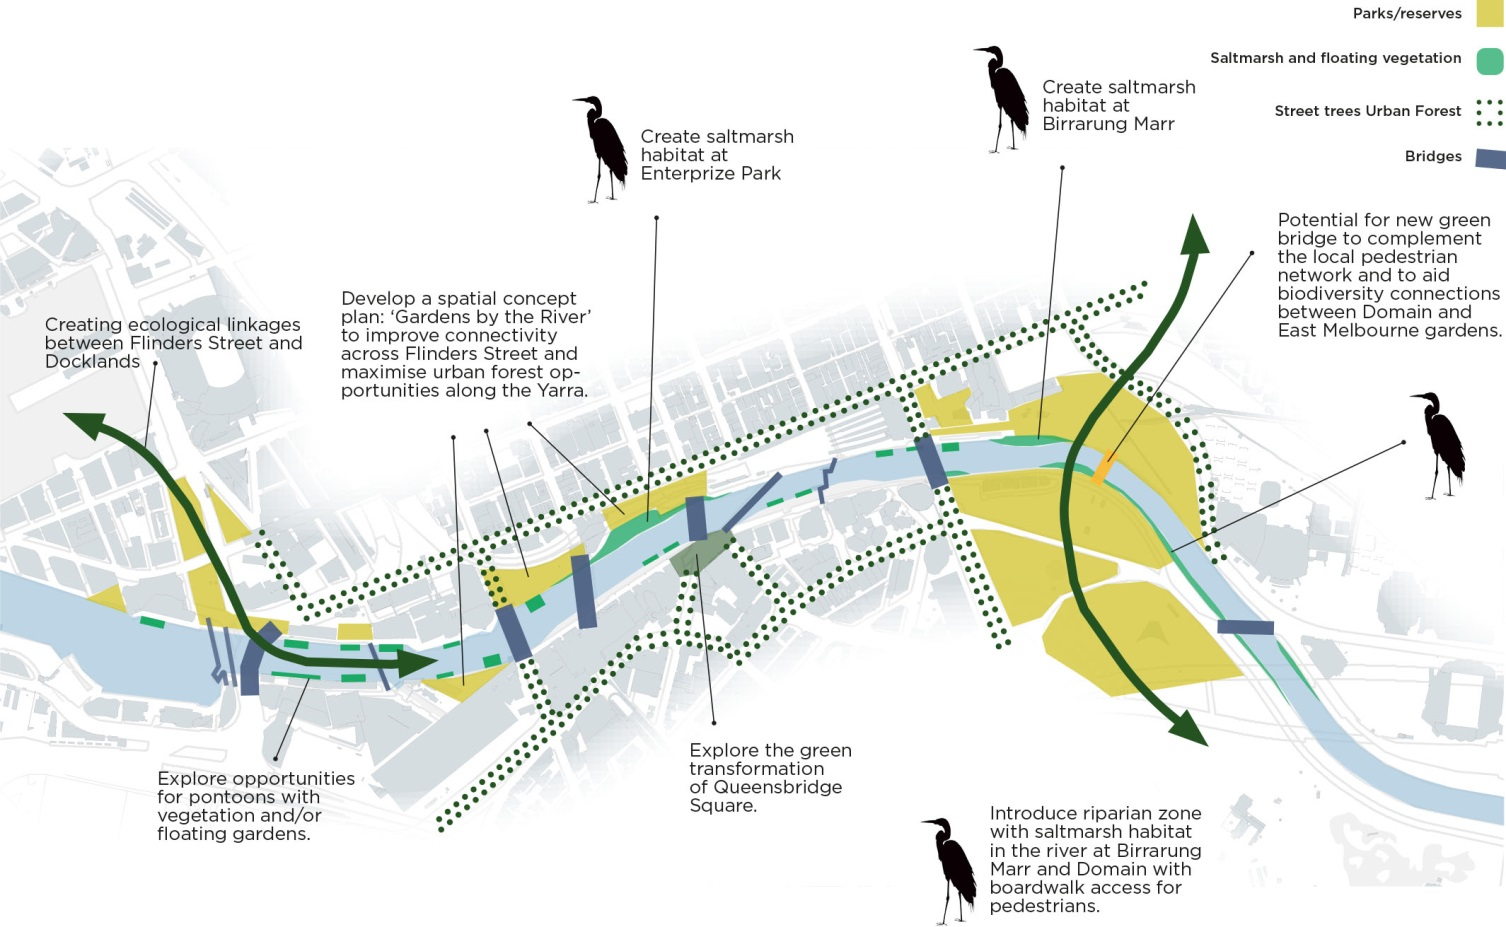 Parks/reserves
Saltmarsh and floating vegetation
Street trees Urban Forest
Bridges
Create saltmarsh
habitat at
Birrarung Marr
Create saltmarsh
habitat at
Enterprize Park
Potential for new green
bridge to complement
the local pedestrian
network and to aid
biodiversity connections
between Domain and
East Melbourne gardens.
Develop a spatial concept
plan: ‘Gardens by the River’
to improve connectivity
across Flinders Street and
maximise urban forest op-
portunities along the Yarra.
Creating ecological linkages
between Flinders Street and
Docklands
Explore the green
transformation
of Queensbridge
Square.
Explore opportunities
for pontoons with
vegetation and/or
floating gardens.
Introduce riparian zone
with saltmarsh habitat
in the river at Birrarung
Marr and Domain with
boardwalk access for
pedestrians.